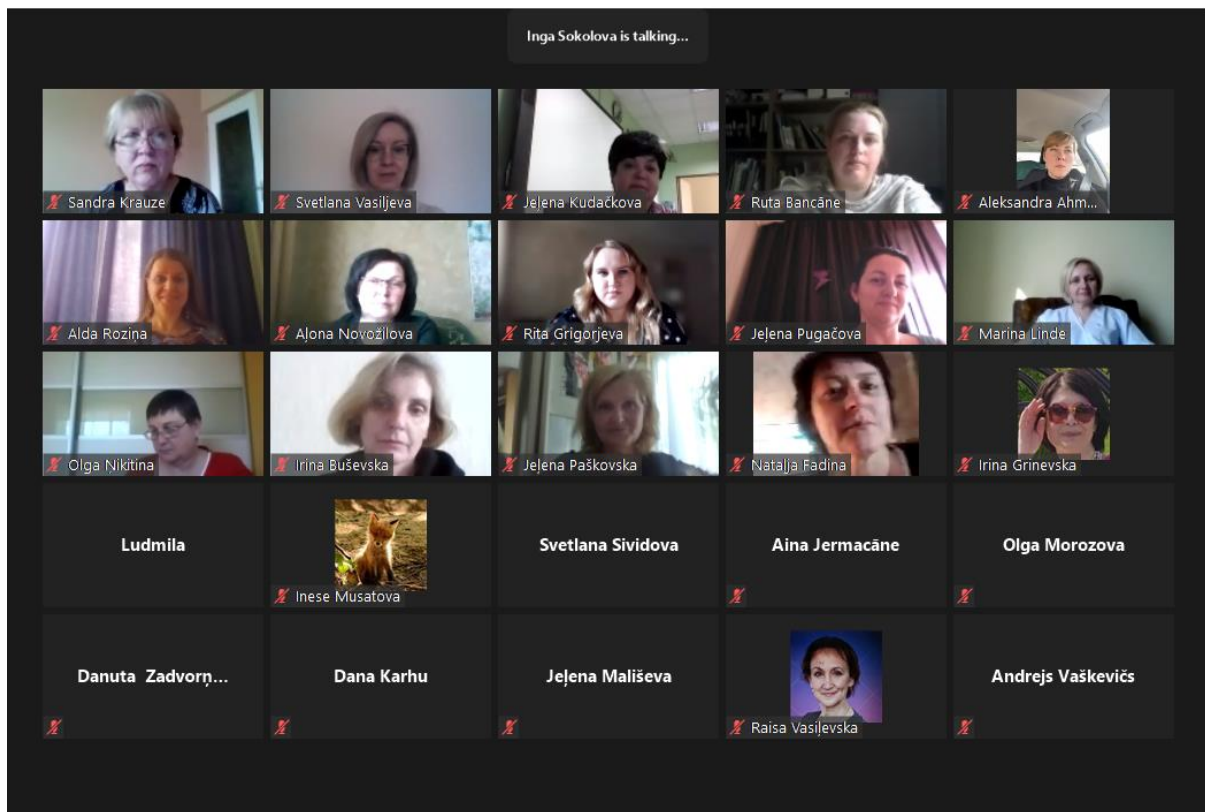 Inga Sokolova is talking...
Sandra Krauze
Svetlana Vasiljeva
Jeļena Kudačkova
Ruta Bancāne
Aleksandra Ahm...
Alda Roziņa
Aļona Novožilova
Rita Grigorjeva
Jeļena Pugačova
Marina Linde
Olga Ņikitina
Irina Buševska
Jeļena Paškovska
Natalja Fadina
Irina Grinevska
Ludmila
Inese Musatova
Svetlana Sividova
Aina Jermacāne
Olga Morozova
Danuta Zadvorņ...
Dana Karhu
Jeļena Mališeva
Raisa Vasiļevska
Andrejs Vaškevičs